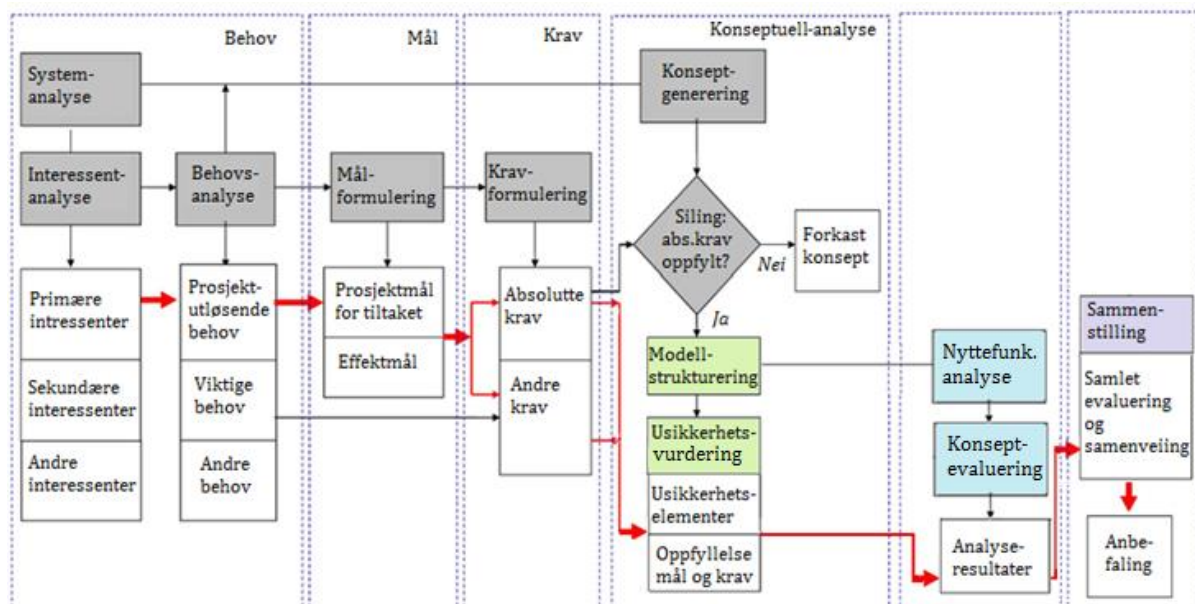 Behov
Mål
Krav
Konseptuell-analyse
System-
analyse
Konsept-
generering
Interessent-
analyse
Behovs-
analyse
Mål-
formulering
Krav-
formulering
Siling:
abs.krav
oppfylt?
Nei
Forkast
konsept
Ja
Primære
intressenter
Sekundære
interessenter
Andre
interessenter
Prosjekt-
utløsende
behov
Viktige
behov
Andre
behov
Prosjektmål
for tiltaket
Effektmål
Absolutte
krav
Andre
krav
Modell-
strukturering
Usikkerhets-
vurdering
Usikkerhets-
elementer
Oppfyllelse
mål og krav
Nyttefunk.
analyse
Konsept-
evaluering
Analyse-
resultater
Sammen-
stilling
Samlet
evaluering
og
samenveiing
Anbe-
faling